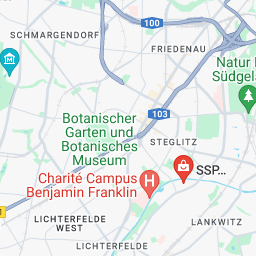 100
SCHMARGENDORF
FRIEDENAU
Natur
Südgel
103
Botanischer
Garten und
Botanisches
Museum
STEGLITZ
SSP...
Charité Campus
Benjamin Franklin
H
LICHTERFELDE
WEST
LANKWITZ
LICHTERFELDE